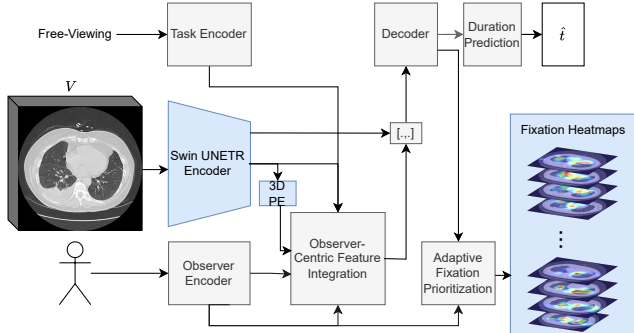 Free-Viewing
Task Encoder
Decoder
Duration
Prediction
t̂
V
Swin UNETR
Encoder
[.,.]
3D
PE
Fixation Heatmaps
Observer-
Centric Feature
Integration
Observer
Encoder
Adaptive
Fixation
Prioritization